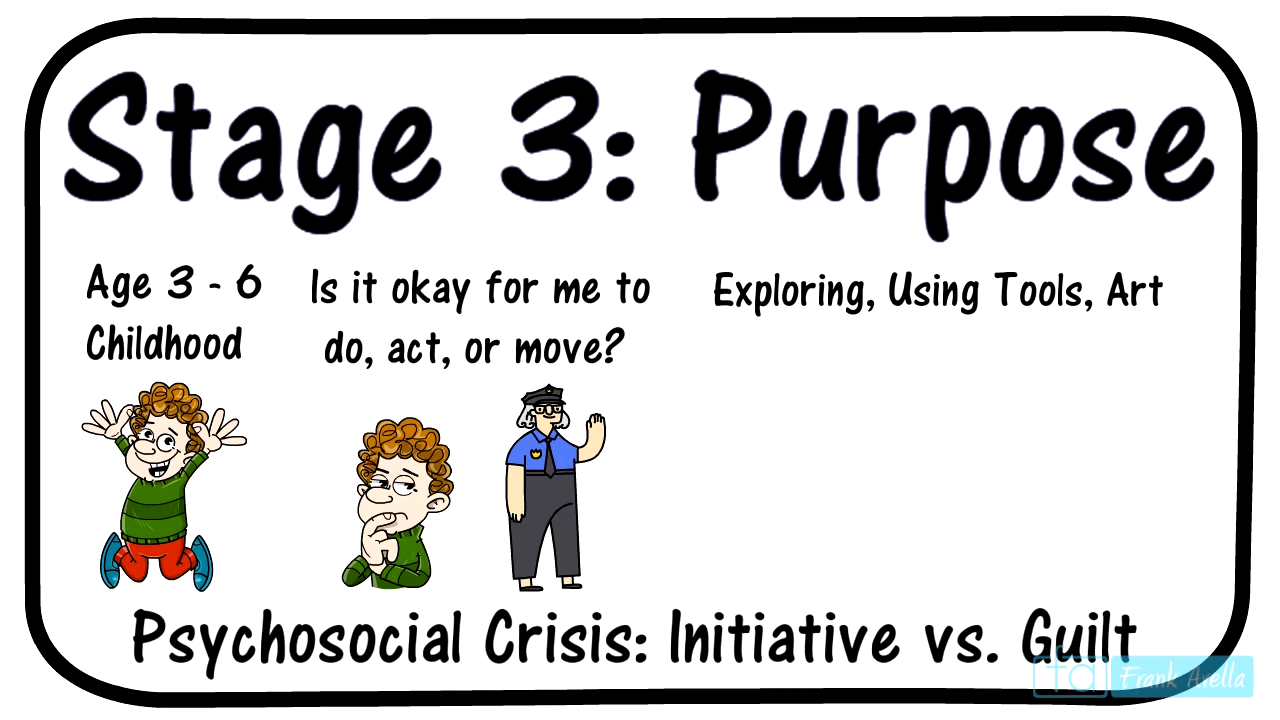 Stage 3: Purpose
Age 3 - 6
Childhood
Is it okay for me to
do, act, or move?
Exploring, Using Tools, Art
Psychosocial Crisis: Initiative vs. Guilt
fa Frank Avella